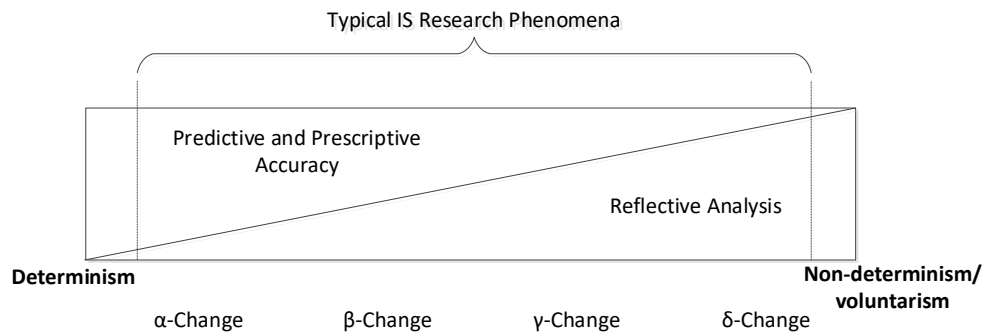 Typical IS Research Phenomena
Predictive and Prescriptive
Accuracy
Reflective Analysis
Determinism
Non-determinism/
voluntarism
α-Change
β-Change
γ-Change
δ-Change